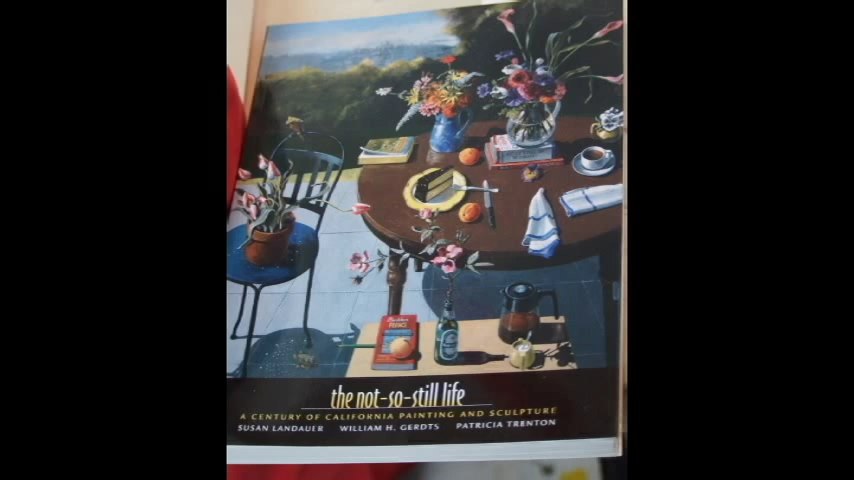 the not-so-still life
A CENTURY OF CALIFORNIA PAINTING AND SCULPTURE
SUSAN LANDAUER WILLIAM H. GERDTS PATRICIA TRENTON